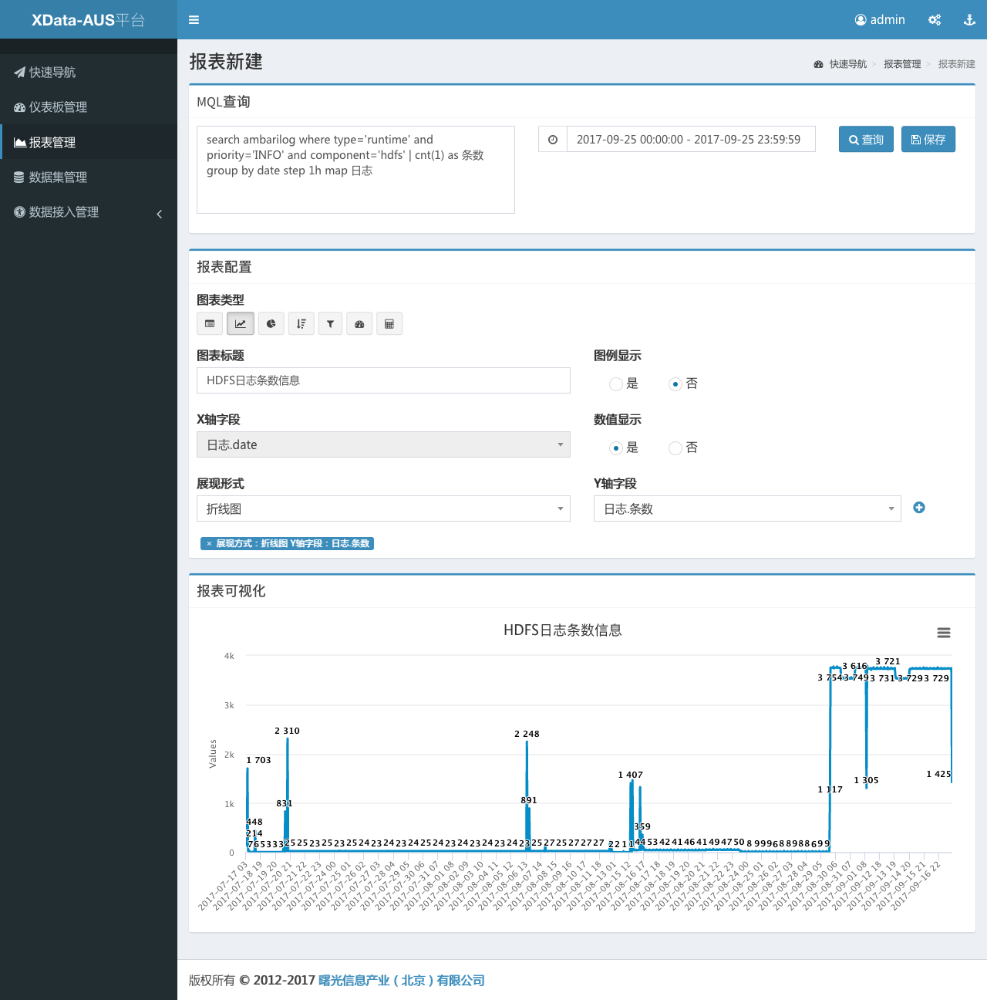 XData-AUS平台
admin
快速导航
仪表板管理
报表管理
数据集管理
数据接入管理
报表新建
快速导航 > 报表管理 > 报表新建
MQL查询
search ambarilog where type='runtime' and
priority='INFO' and component='hdfs' | cnt(1) as 条数
group by date step 1h map 日志
2017-09-25 00:00:00 - 2017-09-25 23:59:59
查询
保存
报表配置
图表类型
图表标题
图例显示
HDFS日志条数信息
是 否
X轴字段
数值显示
日志.date
是 否
展现形式
Y轴字段
折线图
日志.条数
× 展现方式：折线图 Y轴字段：日志.条数
报表可视化
HDFS日志条数信息
Values
4k
3k
2k
1k
0
1 703
448
214
831
2 310
2 248
891
1 407
359
1 117
3 754
3 616
3 749
1 305
3 721
3 731
3 729
3 729
1 425
7 6 5 3 3 3 3 25 25 23 25 23 25 24 23 24 23 24 25 24 23 24 23 24 23 24 23 25 27 25 27 27 27 2 2 1 1 1 44 53 42 41 46 41 49 47 50 8 9 9 9 6 8 8 9 8 8 6 9 9
2017-07-17 03
2017-07-18 19
2017-07-19 20
2017-07-20 21
2017-07-21 22
2017-07-22 23
2017-07-24 00
2017-07-25 01
2017-07-26 02
2017-07-27 03
2017-07-28 04
2017-07-29 05
2017-07-30 06
2017-07-31 07
2017-08-01 08
2017-08-02 09
2017-08-03 10
2017-08-04 11
2017-08-05 12
2017-08-06 13
2017-08-07 14
2017-08-08 15
2017-08-09 16
2017-08-10 17
2017-08-11 18
2017-08-13 01
2017-08-15 12
2017-08-16 17
2017-08-17 18
2017-08-18 19
2017-08-19 20
2017-08-20 21
2017-08-21 22
2017-08-22 23
2017-08-24 00
2017-08-25 01
2017-08-26 02
2017-08-27 03
2017-08-28 04
2017-08-29 05
2017-08-30 06
2017-08-31 07
2017-09-01 08
2017-09-12 18
2017-09-13 19
2017-09-14 20
2017-09-15 21
2017-09-16 22
版权所有 © 2012-2017 曙光信息产业（北京）有限公司